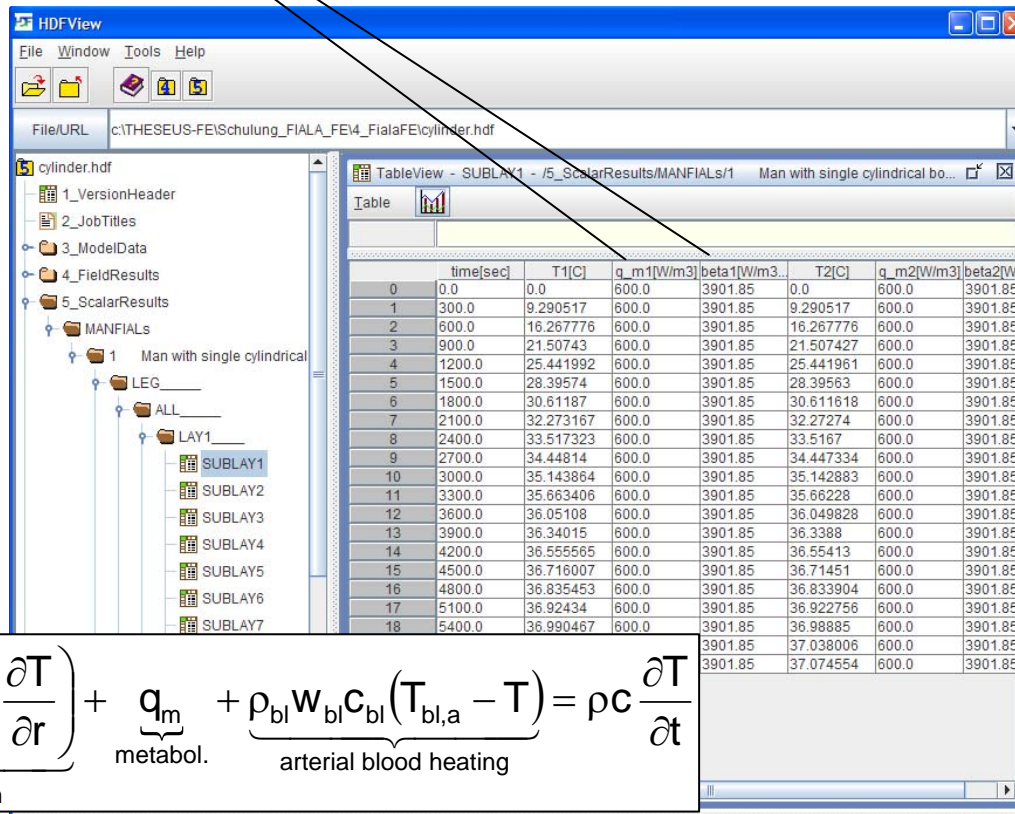 HDFView
File Window Tools Help
4 5
File/URL c:\THESEUS-FE\Schulung_FIALA_FE\4_FialaFE\cylinder.hdf
5 cylinder.hdf
1_VersionHeader
2_JobTitles
3_ModelData
4_FieldResults
5_ScalarResults
MANFIALs
1 Man with single cylindrical
LEG_____
ALL_____
LAY1____
SUBLAY1
SUBLAY2
SUBLAY3
SUBLAY4
SUBLAY5
SUBLAY6
SUBLAY7
TableView - SUBLAY1 - /5_ScalarResults/MANFIALs/1 Man with single cylindrical bo...
Table
time[sec] T1[C] q_m1[W/m3] beta1[W/m3... T2[C] q_m2[W/m3] beta2[W
0 0.0 0.0 600.0 3901.85 0.0 600.0 3901.85
1 300.0 9.290517 600.0 3901.85 9.290517 600.0 3901.85
2 600.0 16.267776 600.0 3901.85 16.267776 600.0 3901.85
3 900.0 21.50743 600.0 3901.85 21.507427 600.0 3901.85
4 1200.0 25.441992 600.0 3901.85 25.441961 600.0 3901.85
5 1500.0 28.39574 600.0 3901.85 28.39563 600.0 3901.85
6 1800.0 30.61187 600.0 3901.85 30.611618 600.0 3901.85
7 2100.0 32.273167 600.0 3901.85 32.27274 600.0 3901.85
8 2400.0 33.517323 600.0 3901.85 33.5167 600.0 3901.85
9 2700.0 34.44814 600.0 3901.85 34.447334 600.0 3901.85
10 3000.0 35.143864 600.0 3901.85 35.142883 600.0 3901.85
11 3300.0 35.663406 600.0 3901.85 35.66228 600.0 3901.85
12 3600.0 36.05108 600.0 3901.85 36.049828 600.0 3901.85
13 3900.0 36.34015 600.0 3901.85 36.3388 600.0 3901.85
14 4200.0 36.555565 600.0 3901.85 36.55413 600.0 3901.85
15 4500.0 36.716007 600.0 3901.85 36.71451 600.0 3901.85
16 4800.0 36.835453 600.0 3901.85 36.833904 600.0 3901.85
17 5100.0 36.92434 600.0 3901.85 36.922756 600.0 3901.85
18 5400.0 36.990467 600.0 3901.85 36.98885 600.0 3901.85
3901.85 37.038006 600.0 3901.85
3901.85 37.074554 600.0 3901.85
∂T/∂r) + q_m + ρ_bl w_bl c_bl (T_bl,a − T) = ρc ∂T/∂t
metabol. arterial blood heating